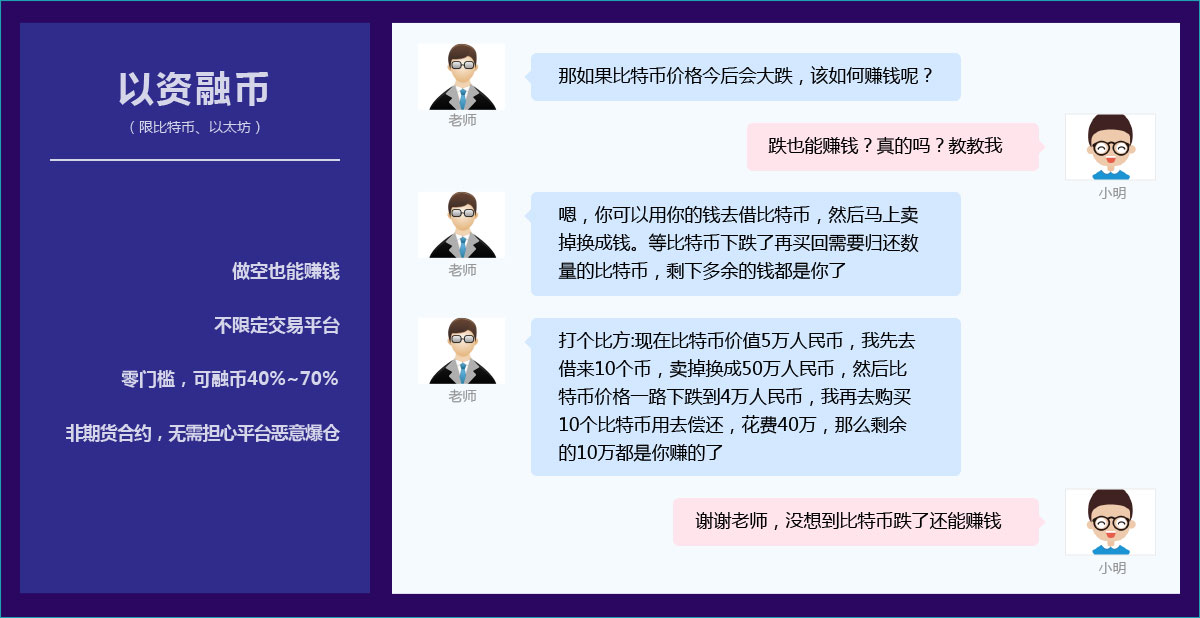 以资融币
（限比特币、以太坊）
做空也能赚钱
不限定交易平台
零门槛，可融币40%~70%
非期货合约，无需担心平台恶意爆仓
那如果比特币价格今后会大跌，该如何赚钱呢？
老师
跌也能赚钱？真的吗？教教我
小明
嗯，你可以用你的钱去借比特币，然后马上卖
掉换成钱。等比特币下跌了再买回需要归还数
量的比特币，剩下多余的钱都是你了
老师
打个比方:现在比特币价值5万人民币，我先去
借来10个币，卖掉换成50万人民币，然后比
特币价格一路下跌到4万人民币，我再去购买
10个比特币用去偿还，花费40万，那么剩余
的10万都是你赚的了
老师
谢谢老师，没想到比特币跌了还能赚钱
小明